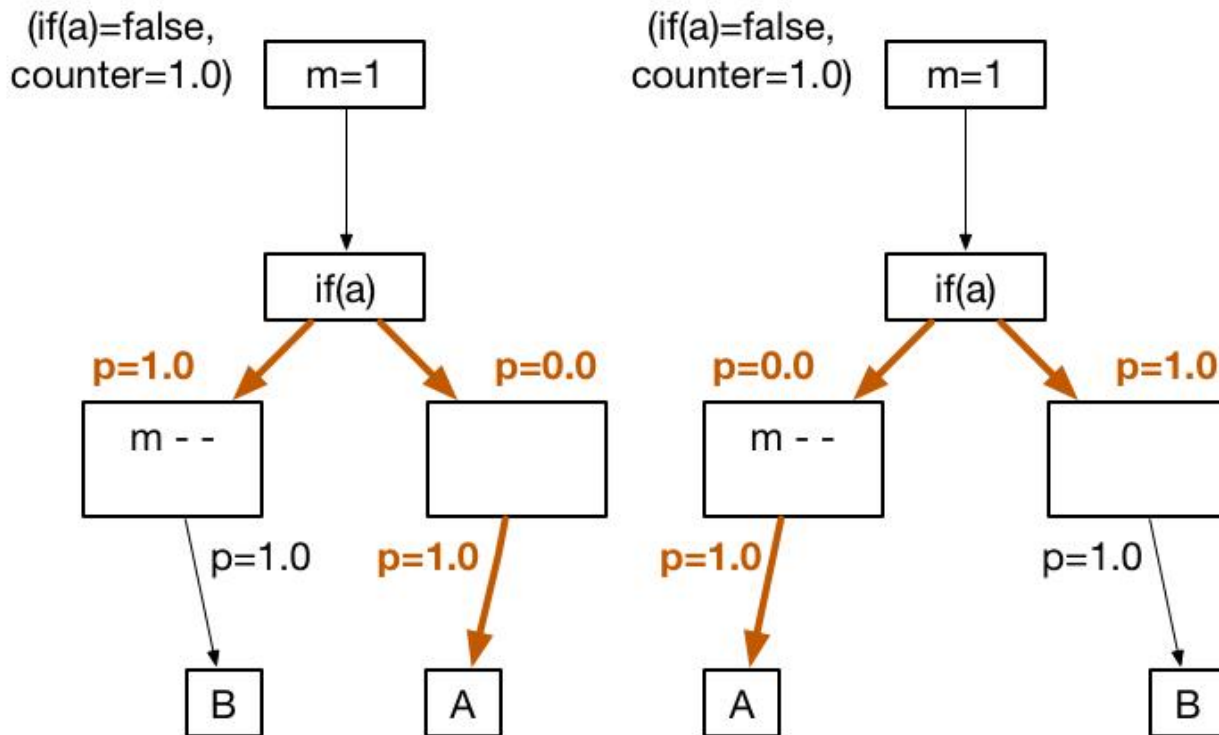 (if(a)=false,
counter=1.0)
m=1
if(a)
p=1.0
p=0.0
m - -
p=1.0
p=1.0
B
A
(if(a)=false,
counter=1.0)
m=1
if(a)
p=0.0
p=1.0
m - -
p=1.0
p=1.0
A
B